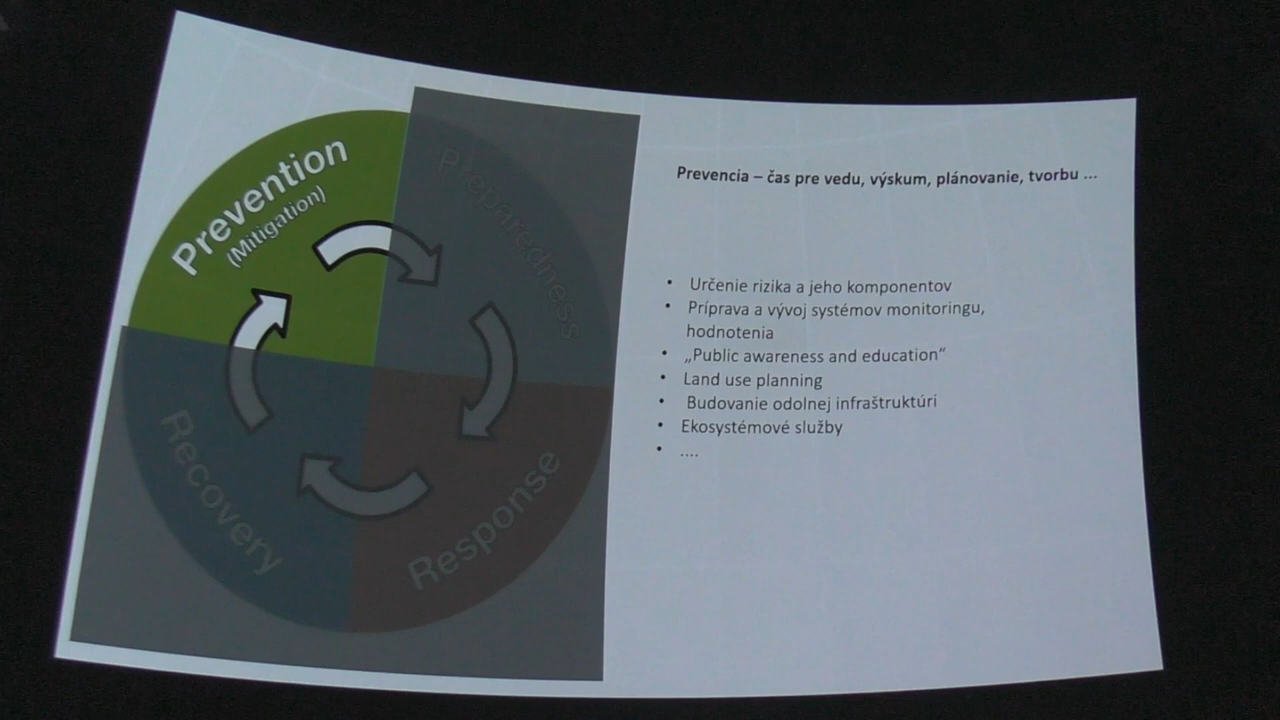 Prevention
(Mitigation)
Preparedness
Recovery
Response
Prevencia – čas pre vedu, výskum, plánovanie, tvorbu ...
• Určenie rizika a jeho komponentov
• Príprava a vývoj systémov monitoringu,
hodnotenia
• „Public awareness and education“
• Land use planning
• Budovanie odolnej infraštruktúri
• Ekosystémové služby
• ....